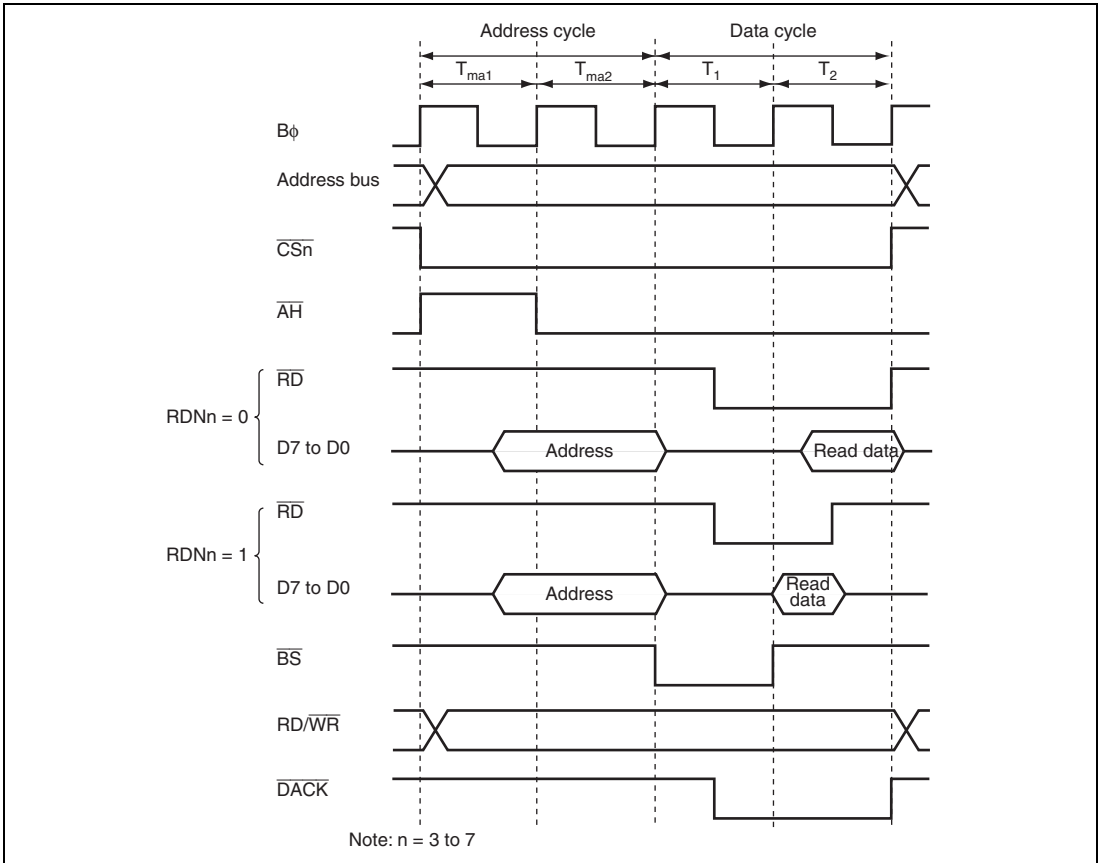 Address cycle Data cycle
Tma1 Tma2 T1 T2
Bφ
Address bus
CSn
AH
RD
RDNn = 0
D7 to D0 Address Read data
RD
RDNn = 1
D7 to D0 Address Read
data
BS
RD/WR
DACK
Note: n = 3 to 7